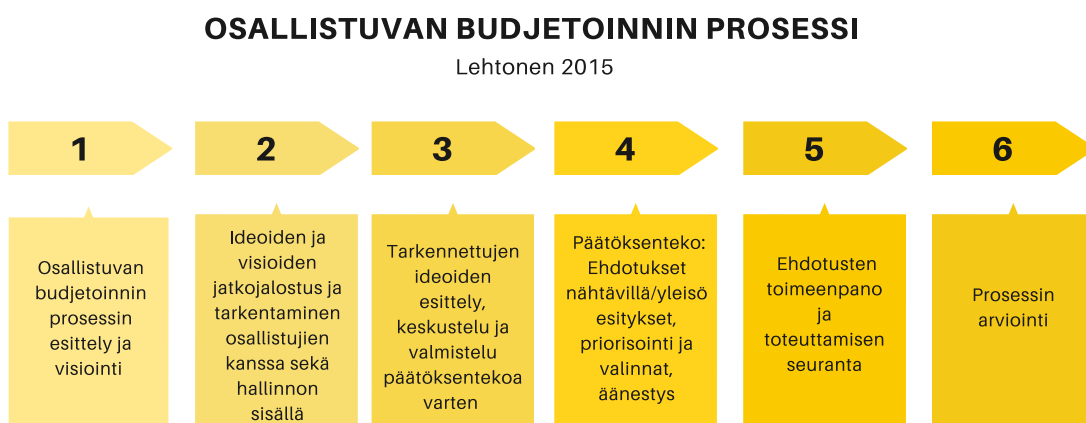 OSALLISTUVAN BUDJETOINNIN PROSESSI
Lehtonen 2015
1
2
3
4
5
6
Osallistuvan
budjetoinnin
prosessin
esittely ja
visiointi
Ideoiden ja
visioiden
jatkojalostus ja
tarkentaminen
osallistujien
kanssa sekä
hallinnon
sisällä
Tarkennettujen
ideoiden
esittely,
keskustelu ja
valmistelu
päätöksentekoa
varten
Päätöksenteko:
Ehdotukset
nähtävillä/yleisö
esitykset,
priorisointi ja
valinnat,
äänestys
Ehdotusten
toimeenpano
ja
toteuttamisen
seuranta
Prosessin
arviointi